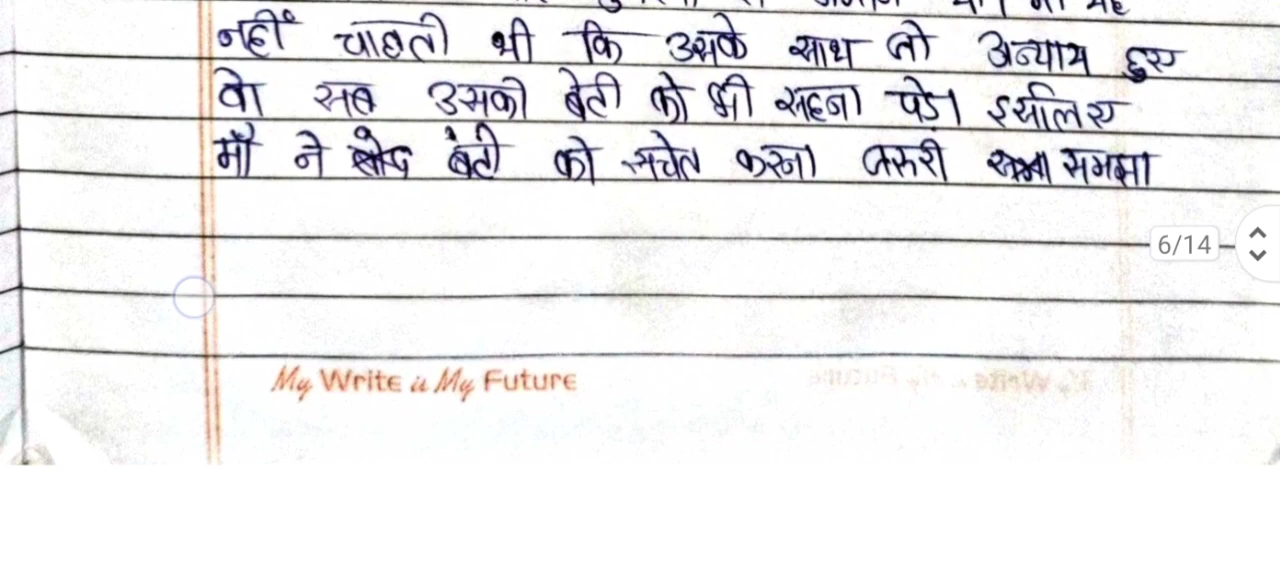 यह
नहीं चाहती थी कि उसके साथ जो अन्याय हुए
वो सब उसकी बेटी को भी सहना पड़े। इसलिए
माँ ने बेटी को सचेत करना जरुरी समझा
6/14
My Write is My Future